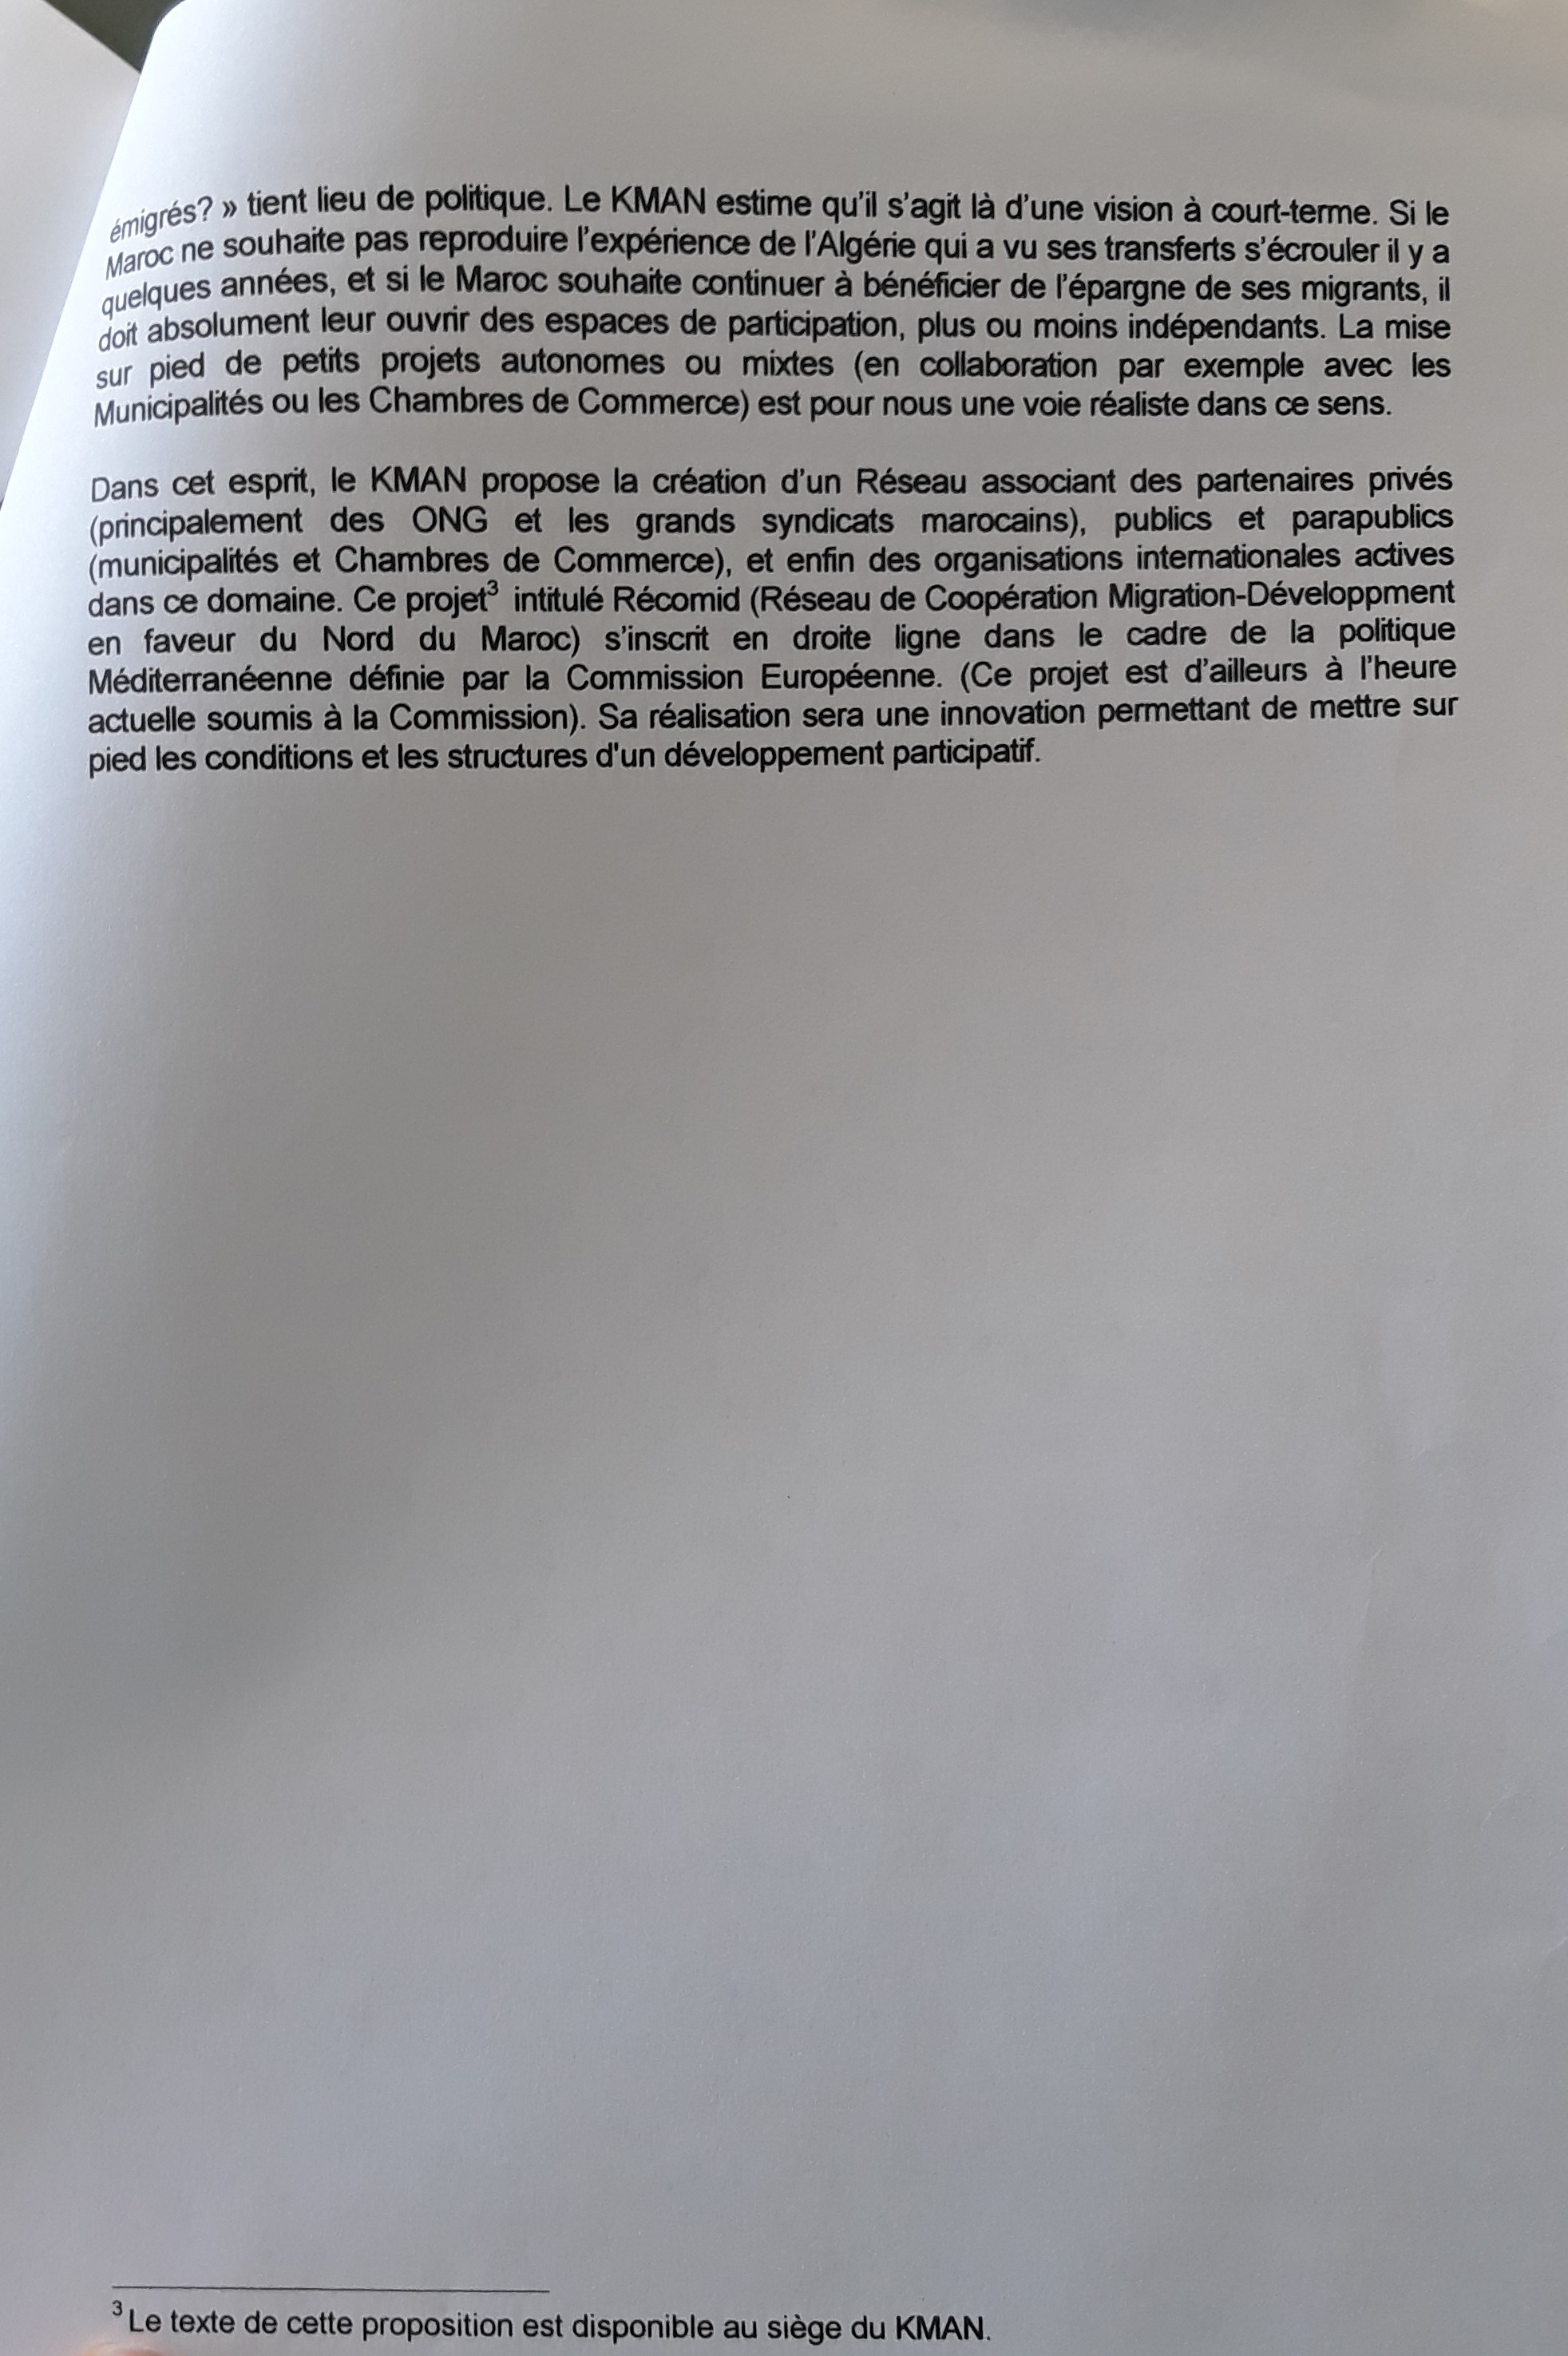 émigrés? » tient lieu de politique. Le KMAN estime qu'il s'agit là d'une vision à court-terme. Si le
Maroc ne souhaite pas reproduire l'expérience de l'Algérie qui a vu ses transferts s'écrouler il y a
quelques années, et si le Maroc souhaite continuer à bénéficier de l'épargne de ses migrants, il
doit absolument leur ouvrir des espaces de participation, plus ou moins indépendants. La mise
sur pied de petits projets autonomes ou mixtes (en collaboration par exemple avec les
Municipalités ou les Chambres de Commerce) est pour nous une voie réaliste dans ce sens.
Dans cet esprit, le KMAN propose la création d'un Réseau associant des partenaires privés
(principalement des ONG et les grands syndicats marocains), publics et parapublics
(municipalités et Chambres de Commerce), et enfin des organisations internationales actives
dans ce domaine. Ce projet³ intitulé Récomid (Réseau de Coopération Migration-Développment
en faveur du Nord du Maroc) s'inscrit en droite ligne dans le cadre de la politique
Méditerranéenne définie par la Commission Européenne. (Ce projet est d'ailleurs à l'heure
actuelle soumis à la Commission). Sa réalisation sera une innovation permettant de mettre sur
pied les conditions et les structures d'un développement participatif.
³ Le texte de cette proposition est disponible au siège du KMAN.